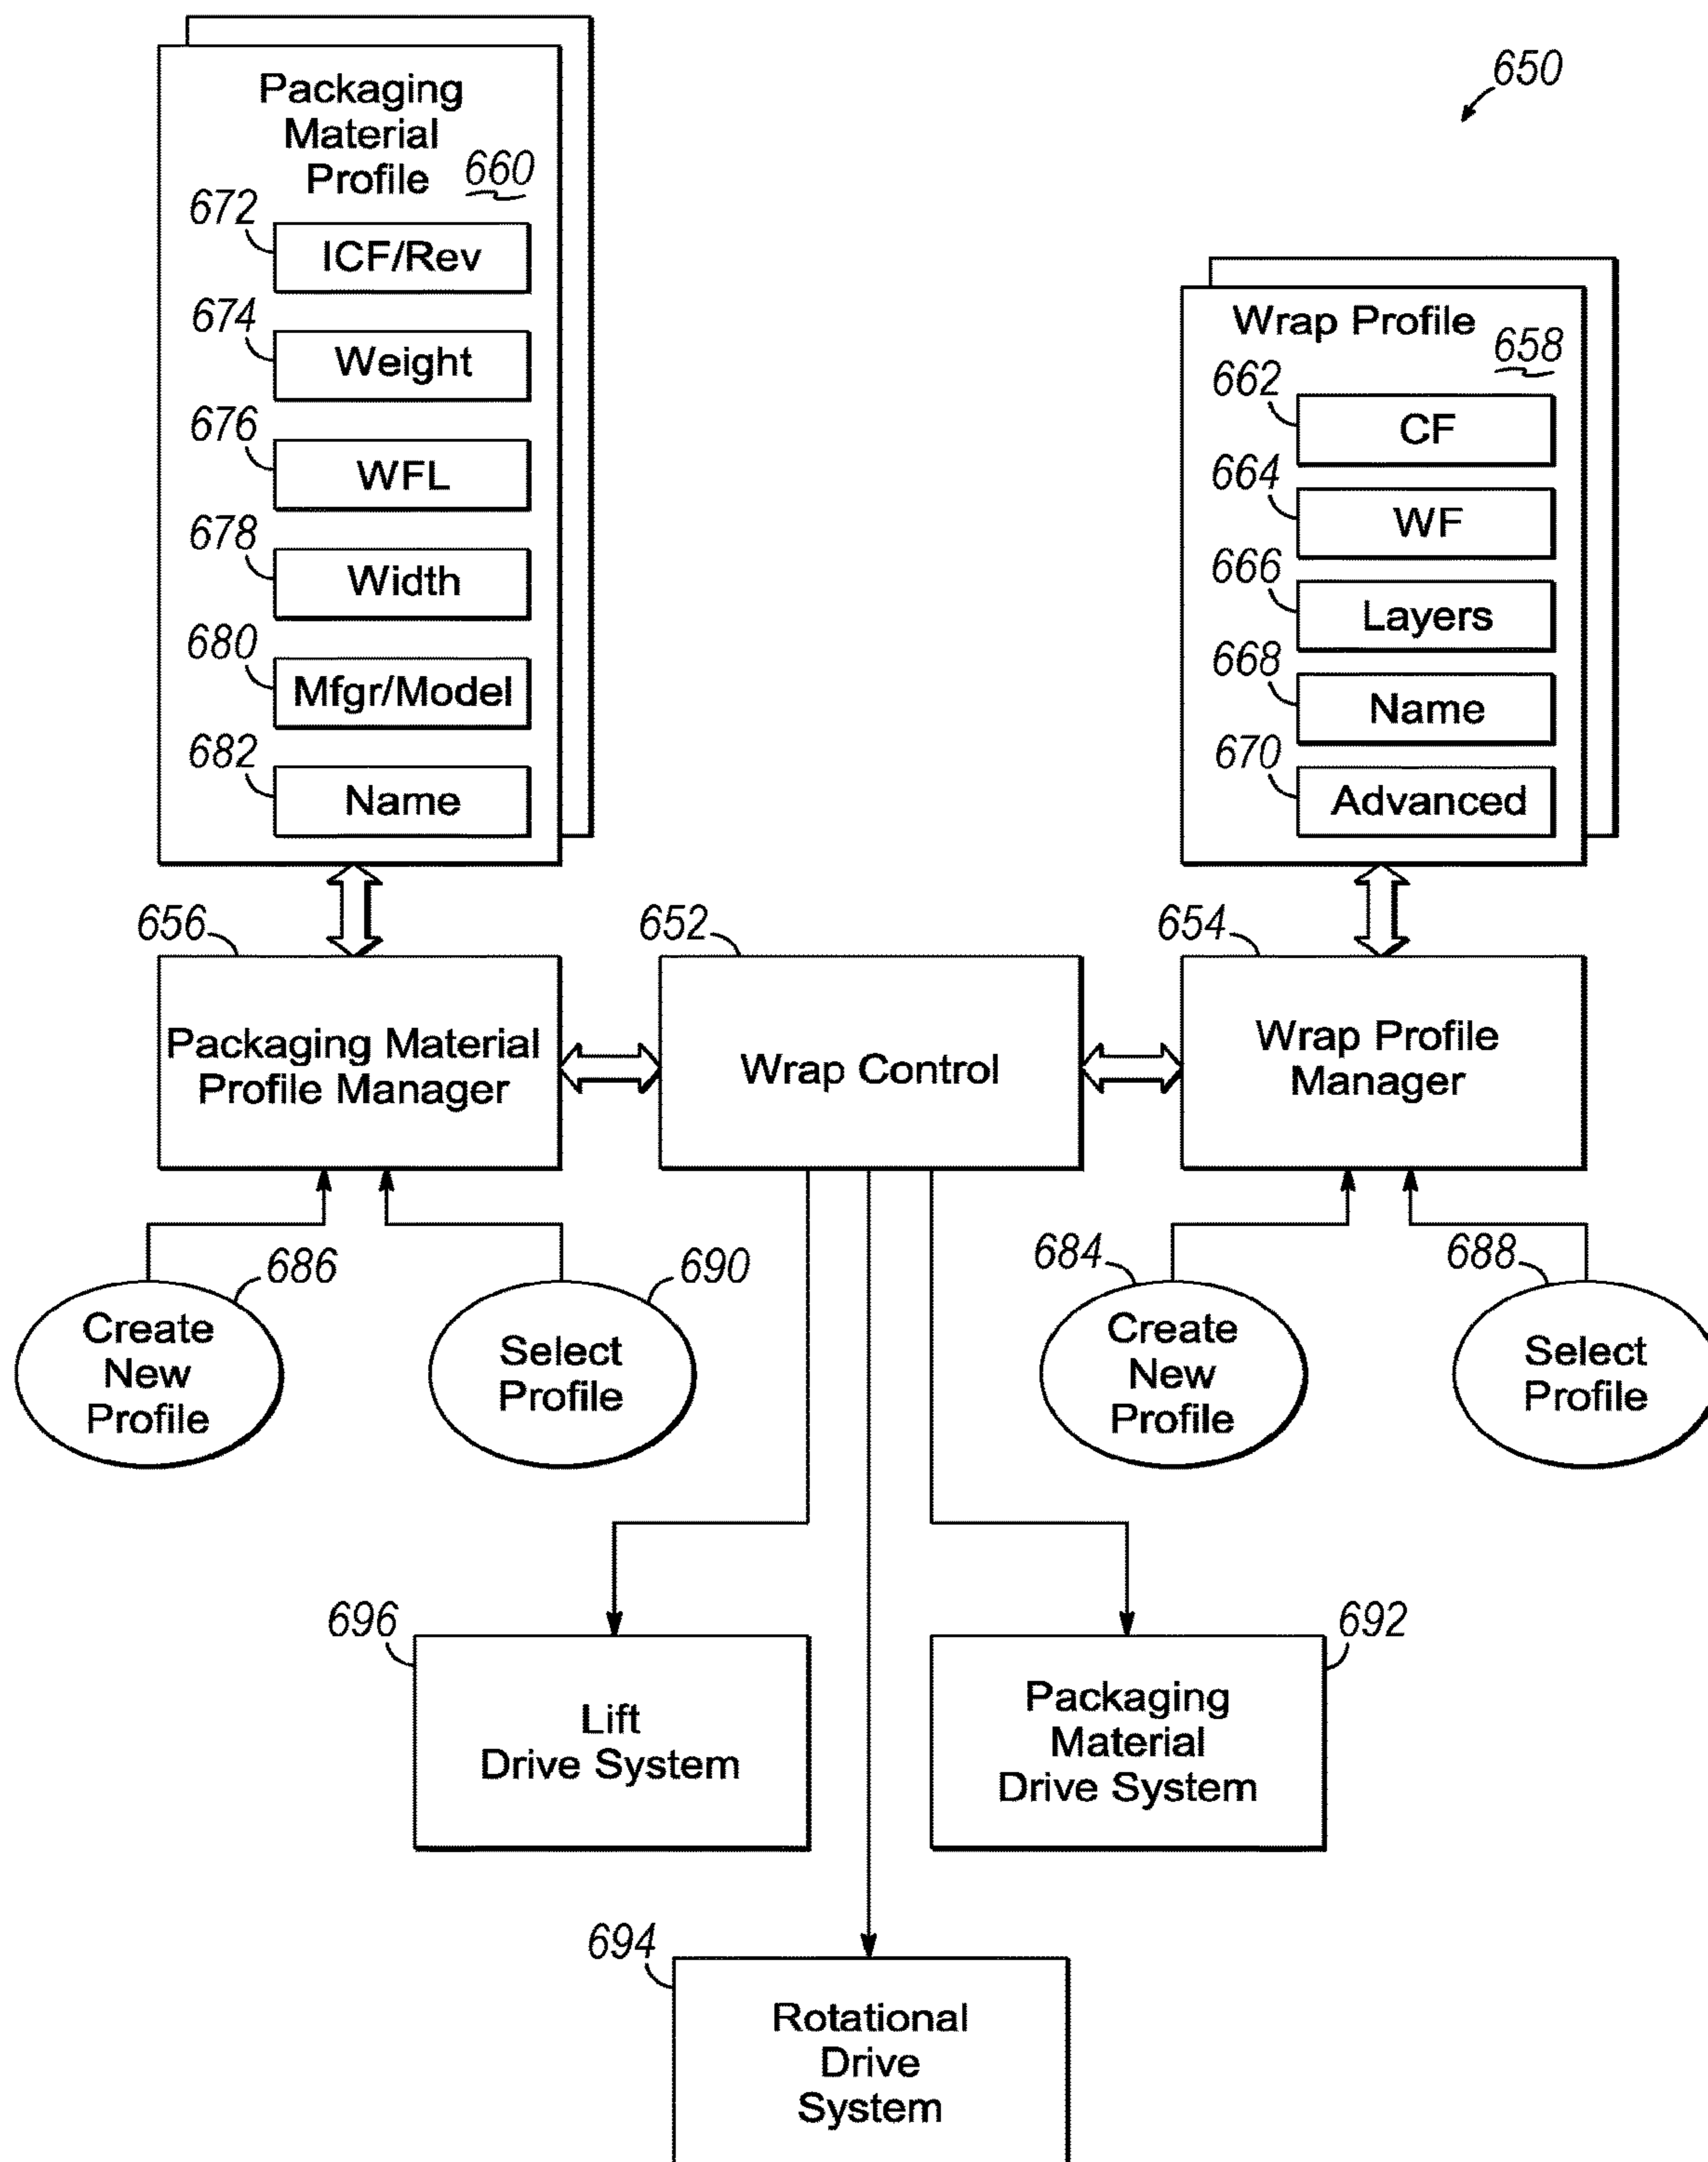 650
Packaging
Material
Profile
660
672
ICF/Rev
674
Weight
676
WFL
678
Width
680
Mfgr/Model
682
Name
Wrap Profile
658
662
CF
664
WF
666
Layers
668
Name
670
Advanced
656
Packaging Material
Profile Manager
652
Wrap Control
654
Wrap Profile
Manager
686
Create
New
Profile
690
Select
Profile
684
Create
New
Profile
688
Select
Profile
696
Lift
Drive System
692
Packaging
Material
Drive System
694
Rotational
Drive
System